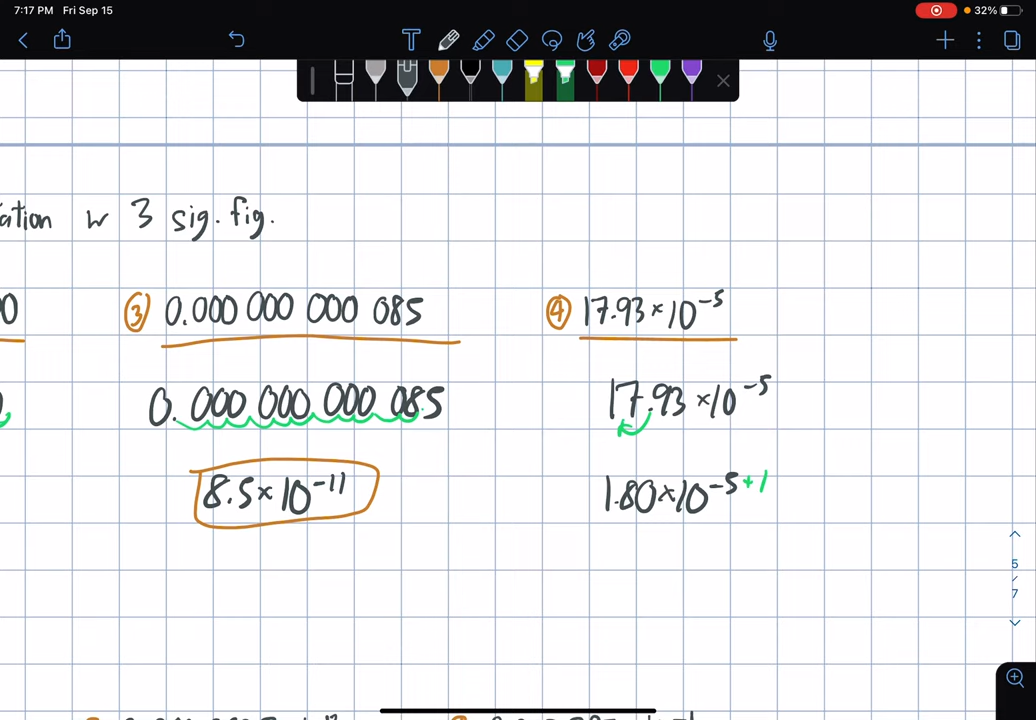 7:17 PM Fri Sep 15
32%
T
w 3 sig. fig.
③ 0.000 000 000 085
④ 17.93 × 10⁻⁵
0.000 000 000 085
17.93 × 10⁻⁵
8.5 × 10⁻¹¹
1.80 × 10⁻⁵⁺¹
5
/
7